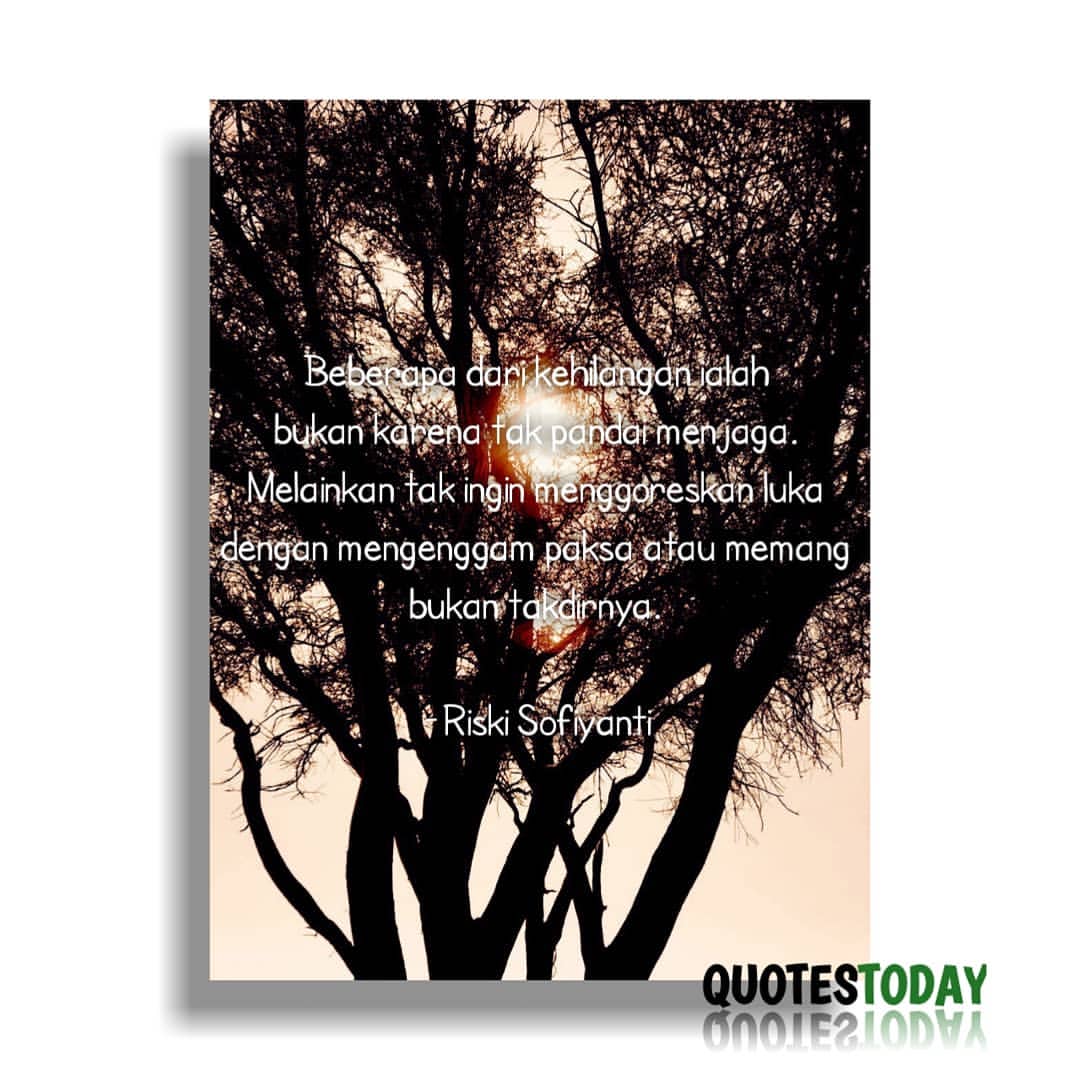 Beberapa dari kehilangan ialah
bukan karena tak pandai menjaga.
Melainkan tak ingin menggoreskan luka
dengan mengenggam paksa atau memang
bukan takdirnya.
- Riski Sofiyanti
QUOTESTODAY